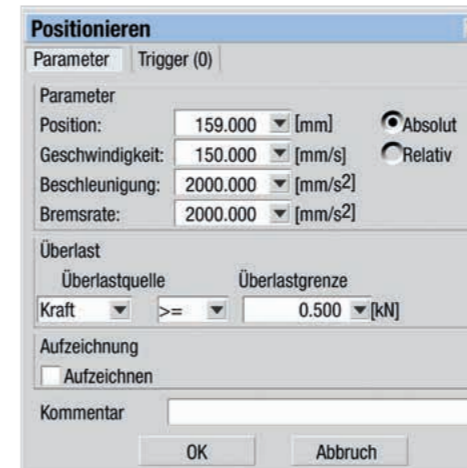 Positionieren
Parameter Trigger (0)
Parameter
Position: 159.000 [mm] Absolut
Geschwindigkeit: 150.000 [mm/s] Relativ
Beschleunigung: 2000.000 [mm/s2]
Bremsrate: 2000.000 [mm/s2]
Überlast
Überlastquelle Überlastgrenze
Kraft >= 0.500 [kN]
Aufzeichnung
Aufzeichnen
Kommentar
OK Abbruch